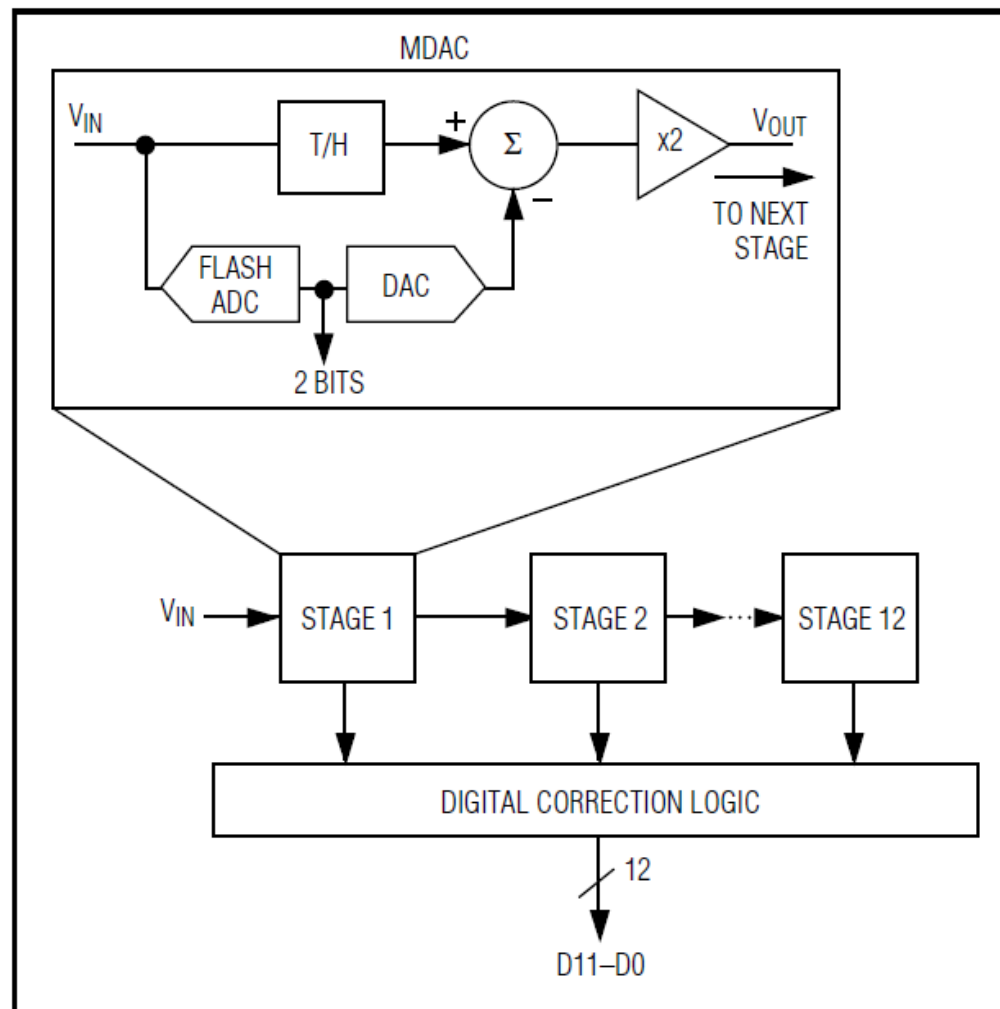 MDAC
VIN
T/H
+
Σ
x2
VOUT
−
TO NEXT
STAGE
FLASH
ADC
DAC
2 BITS
VIN
STAGE 1
STAGE 2
STAGE 12
DIGITAL CORRECTION LOGIC
12
D11–D0